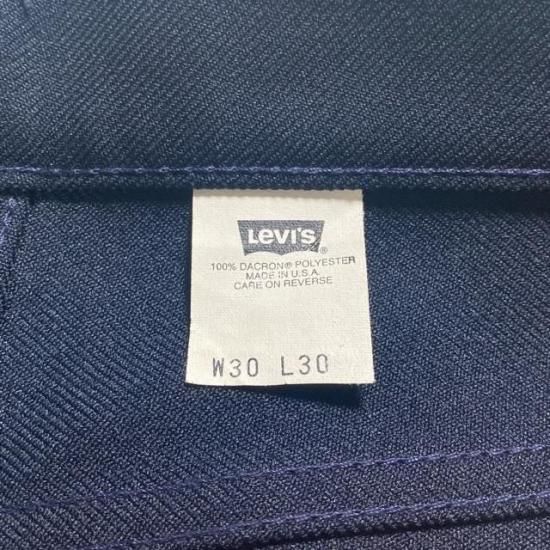 Levi's®
100% DACRON® POLYESTER
MADE IN U.S.A.
CARE ON REVERSE
W30 L30